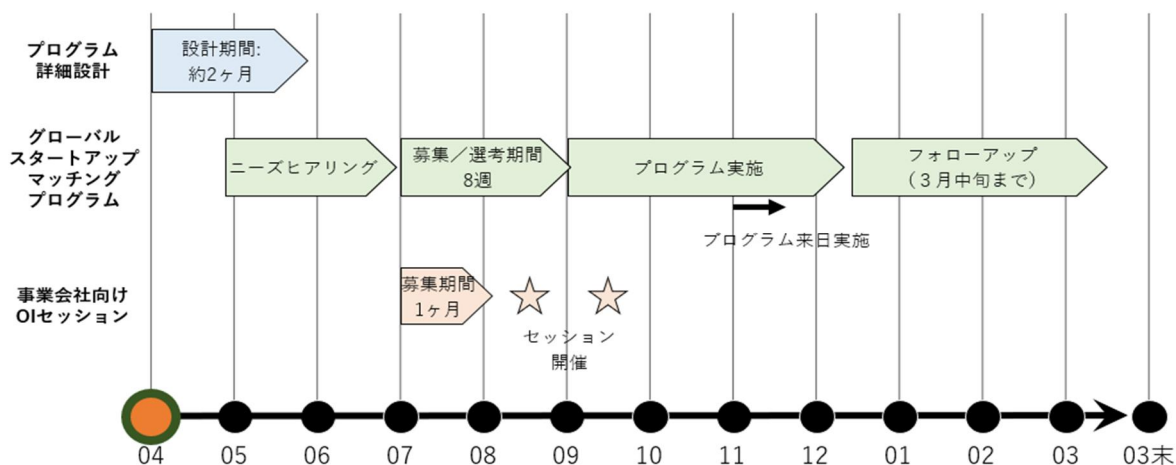 プログラム
詳細設計
設計期間:
約2ヶ月
グローバル
スタートアップ
マッチング
プログラム
ニーズヒアリング
募集／選考期間
8週
プログラム実施
フォローアップ
（３月中旬まで）
プログラム来日実施
事業会社向け
OIセッション
募集期間
1ヶ月
セッション
開催
04 05 06 07 08 09 10 11 12 01 02 03 03末